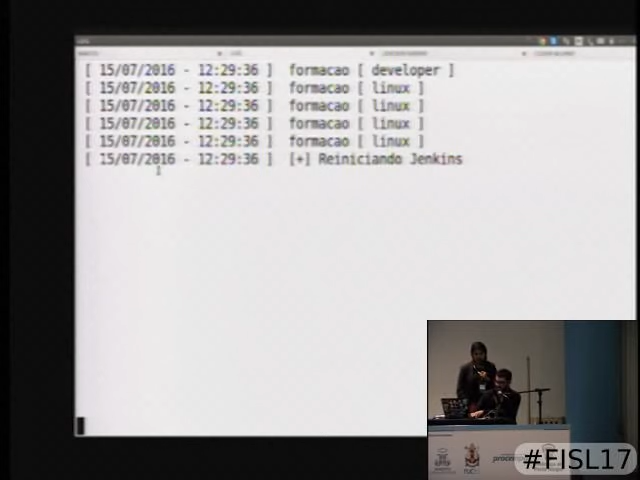 [ 15/07/2016 - 12:29:36 ] formacao [ developer ]
[ 15/07/2016 - 12:29:36 ] formacao [ linux ]
[ 15/07/2016 - 12:29:36 ] formacao [ linux ]
[ 15/07/2016 - 12:29:36 ] formacao [ linux ]
[ 15/07/2016 - 12:29:36 ] formacao [ linux ]
[ 15/07/2016 - 12:29:36 ] [+] Reiniciando Jenkins
#FISL17